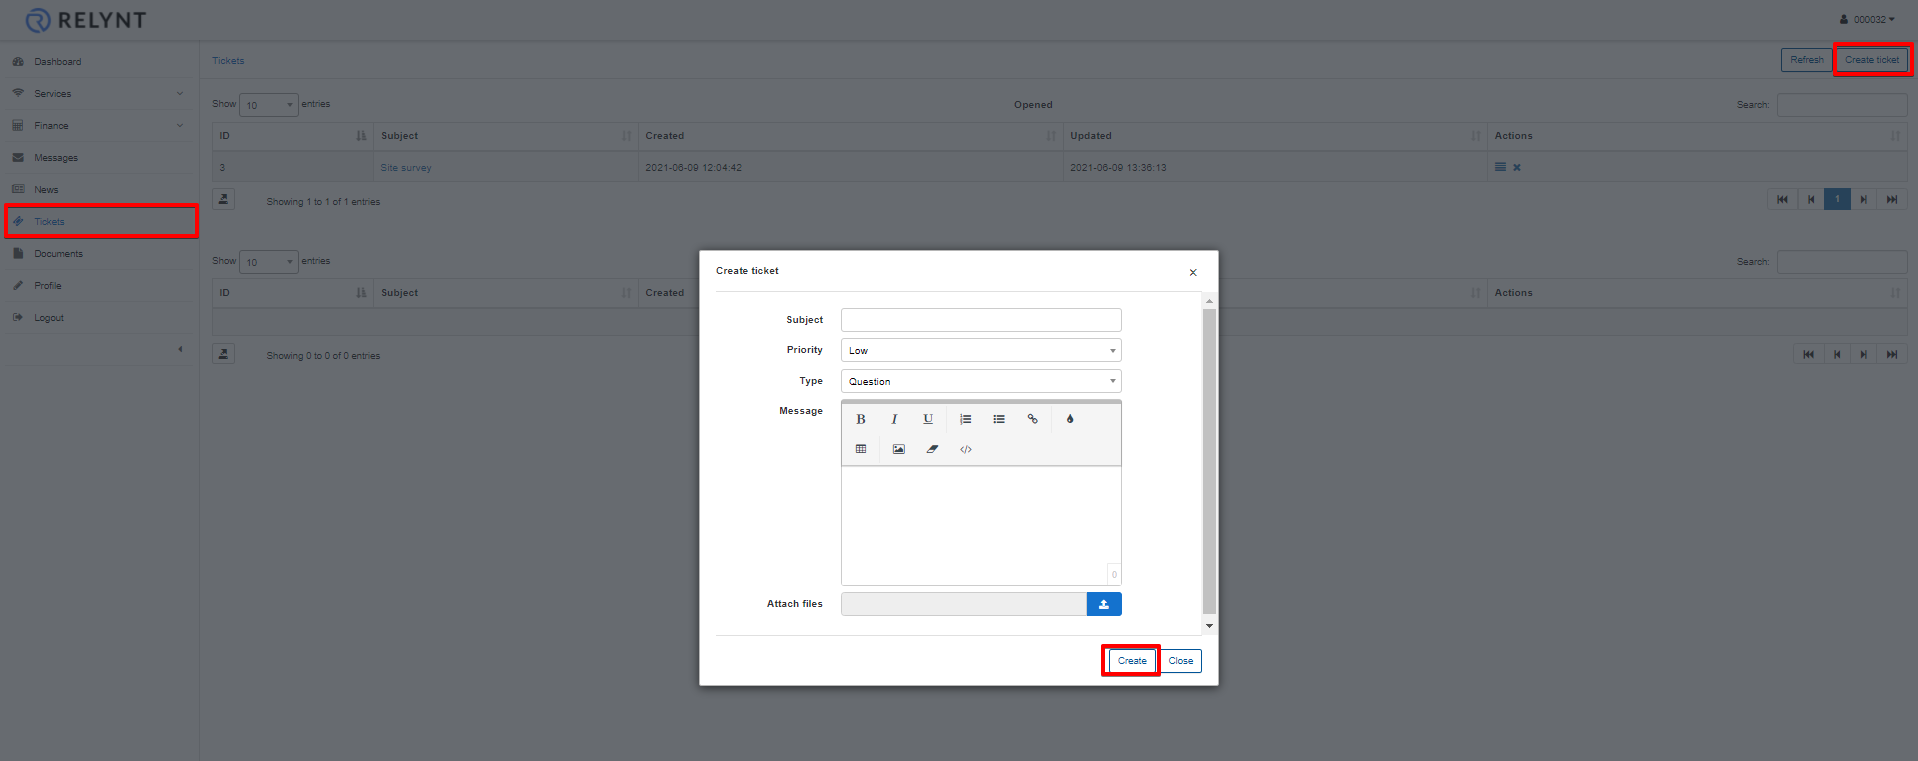 RELYNT
000032
Dashboard
Services
Finance
Messages
News
Tickets
Documents
Profile
Logout
Tickets
Refresh
Create ticket
Show 10 entries
Opened
Search:
ID Subject Created Updated Actions
3 Site survey 2021-06-09 12:04:42 2021-06-09 13:36:13
Showing 1 to 1 of 1 entries
1
Show 10 entries
Search:
ID Subject Created Actions
Showing 0 to 0 of 0 entries
Create ticket
×
Subject
Priority Low
Type Question
Message
B I U
</>
0
Attach files
Create Close